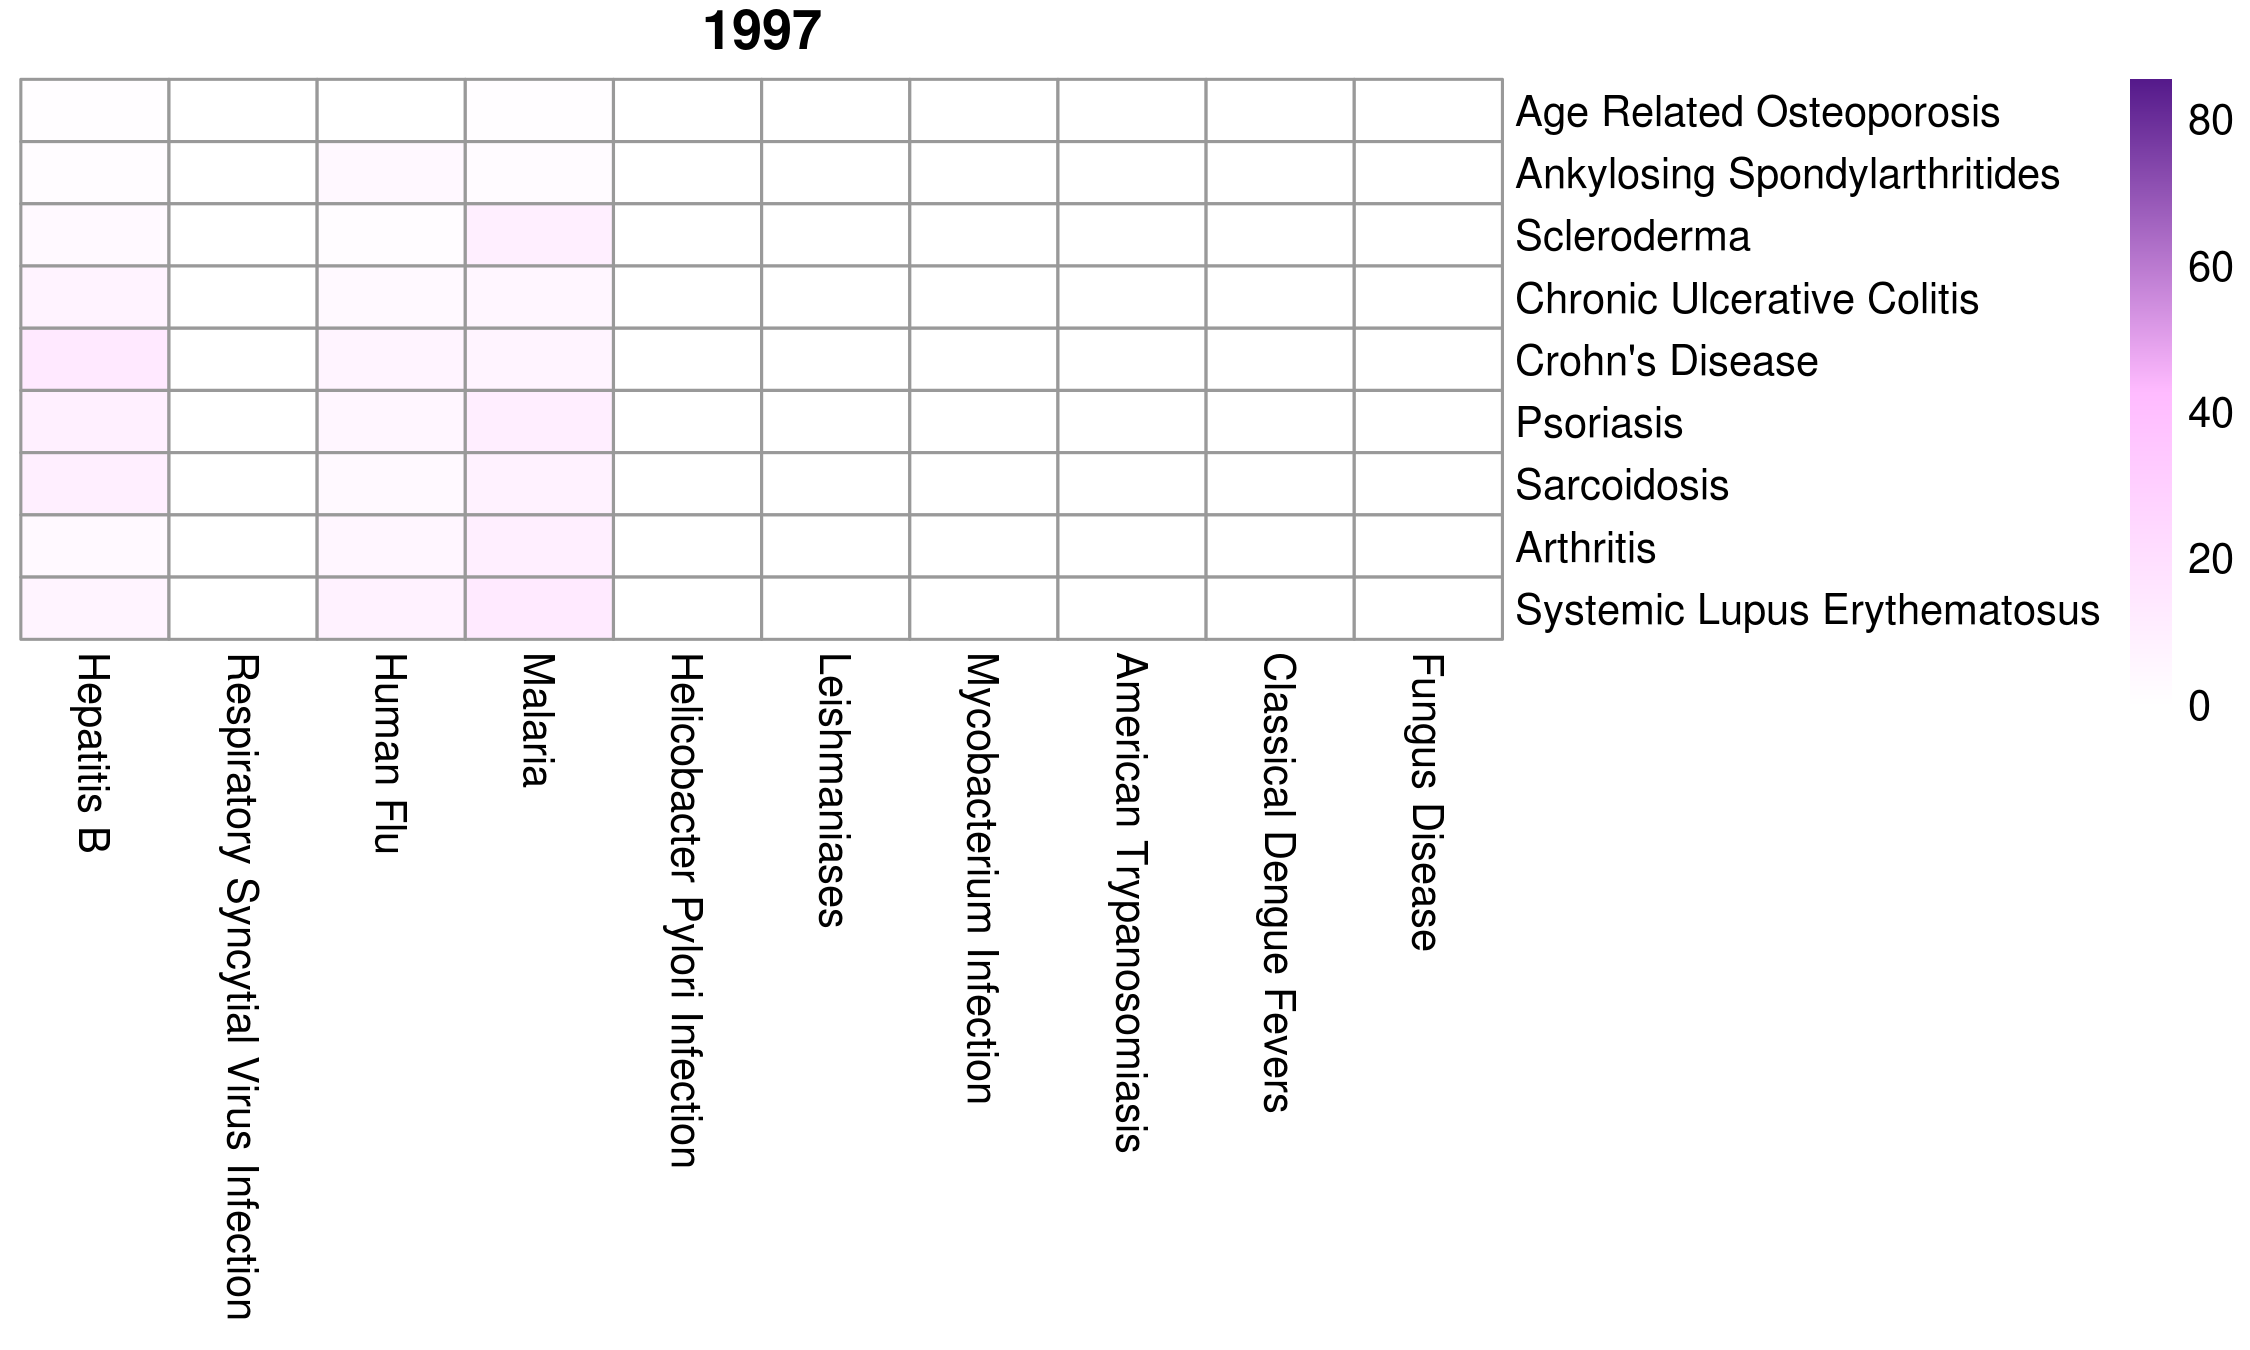 1997
Age Related Osteoporosis
Ankylosing Spondylarthritides
Scleroderma
Chronic Ulcerative Colitis
Crohn's Disease
Psoriasis
Sarcoidosis
Arthritis
Systemic Lupus Erythematosus
80
60
40
20
0
Hepatitis B
Respiratory Syncytial Virus Infection
Human Flu
Malaria
Helicobacter Pylori Infection
Leishmaniases
Mycobacterium Infection
American Trypanosomiasis
Classical Dengue Fevers
Fungus Disease